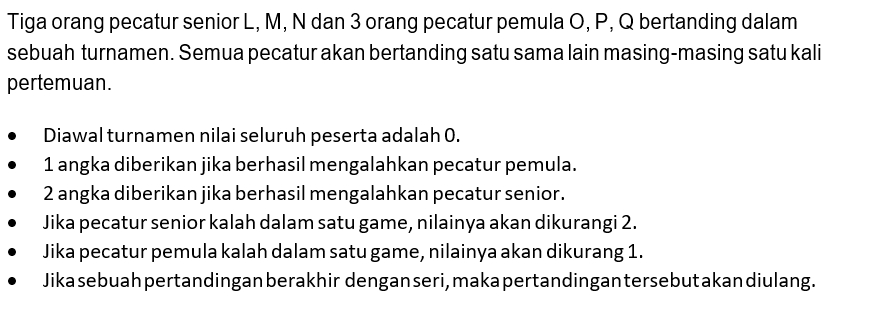 Tiga orang pecatur senior L, M, N dan 3 orang pecatur pemula O, P, Q bertanding dalam
sebuah turnamen. Semua pecatur akan bertanding satu sama lain masing-masing satu kali
pertemuan.
• Diawal turnamen nilai seluruh peserta adalah 0.
• 1 angka diberikan jika berhasil mengalahkan pecatur pemula.
• 2 angka diberikan jika berhasil mengalahkan pecatur senior.
• Jika pecatur senior kalah dalam satu game, nilainya akan dikurangi 2.
• Jika pecatur pemula kalah dalam satu game, nilainya akan dikurang 1.
• Jika sebuah pertandingan berakhir dengan seri, maka pertandingan tersebut akan diulang.